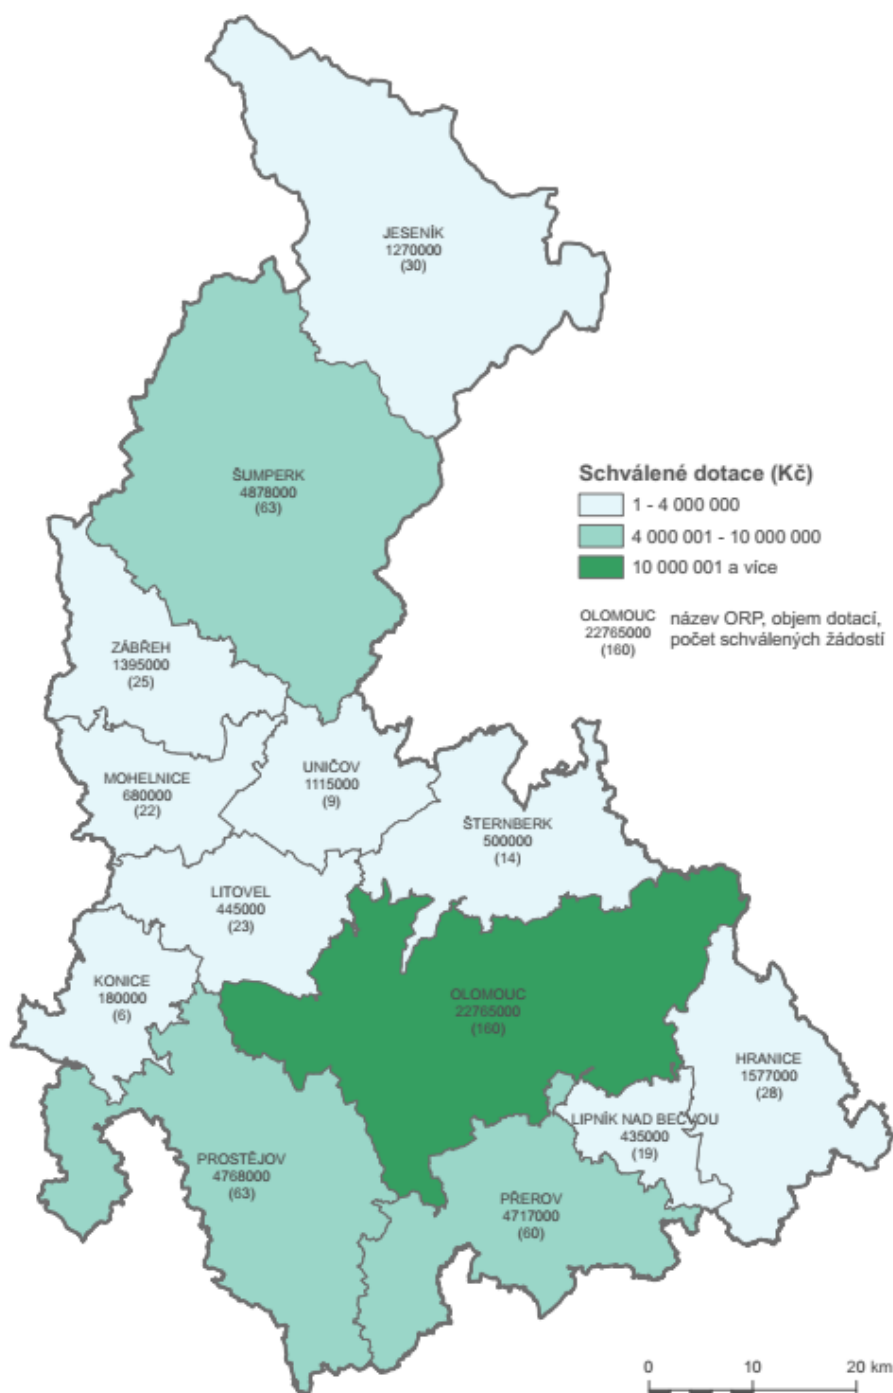 JESENÍK
1270000
(30)
ŠUMPERK
4878000
(63)
Schválené dotace (Kč)
1 - 4 000 000
4 000 001 - 10 000 000
10 000 001 a více
OLOMOUC
22765000
(160)
název ORP, objem dotací,
počet schválených žádostí
ZÁBŘEH
1395000
(25)
MOHELNICE
680000
(22)
UNIČOV
1115000
(9)
ŠTERNBERK
500000
(14)
LITOVEL
445000
(23)
KONICE
180000
(6)
OLOMOUC
22765000
(160)
HRANICE
1577000
(28)
LIPNÍK NAD BEČVOU
435000
(19)
PROSTĚJOV
4768000
(63)
PŘEROV
4717000
(60)
0 10 20 km